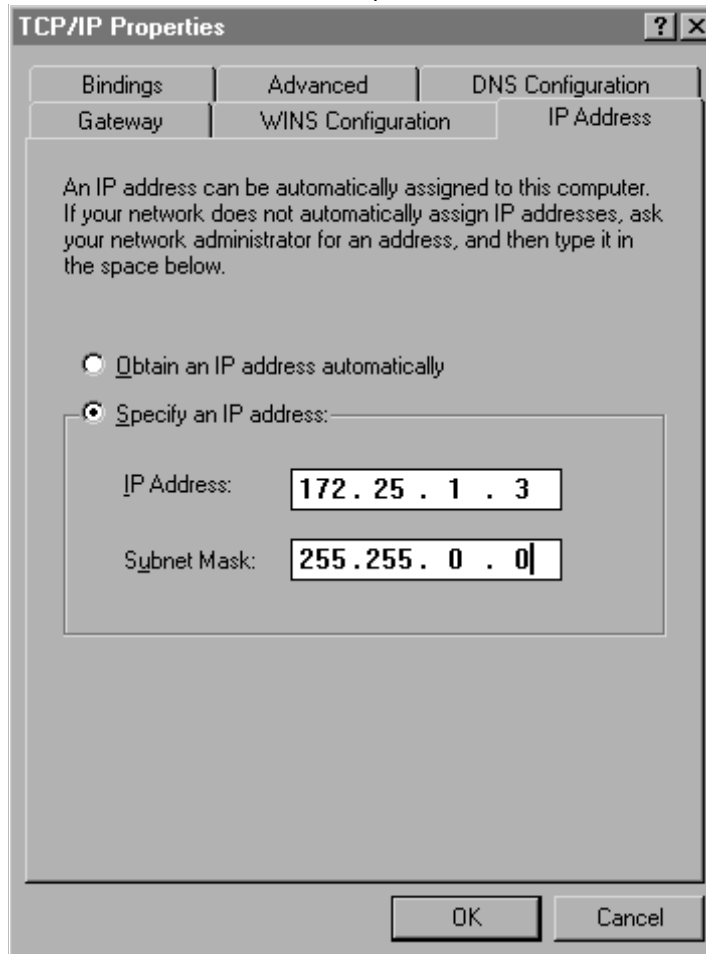 TCP/IP Properties
Bindings Advanced DNS Configuration
Gateway WINS Configuration IP Address
An IP address can be automatically assigned to this computer.
If your network does not automatically assign IP addresses, ask
your network administrator for an address, and then type it in
the space below.
Obtain an IP address automatically
Specify an IP address:
IP Address: 172.25.1.3
Subnet Mask: 255.255.0.0
OK Cancel